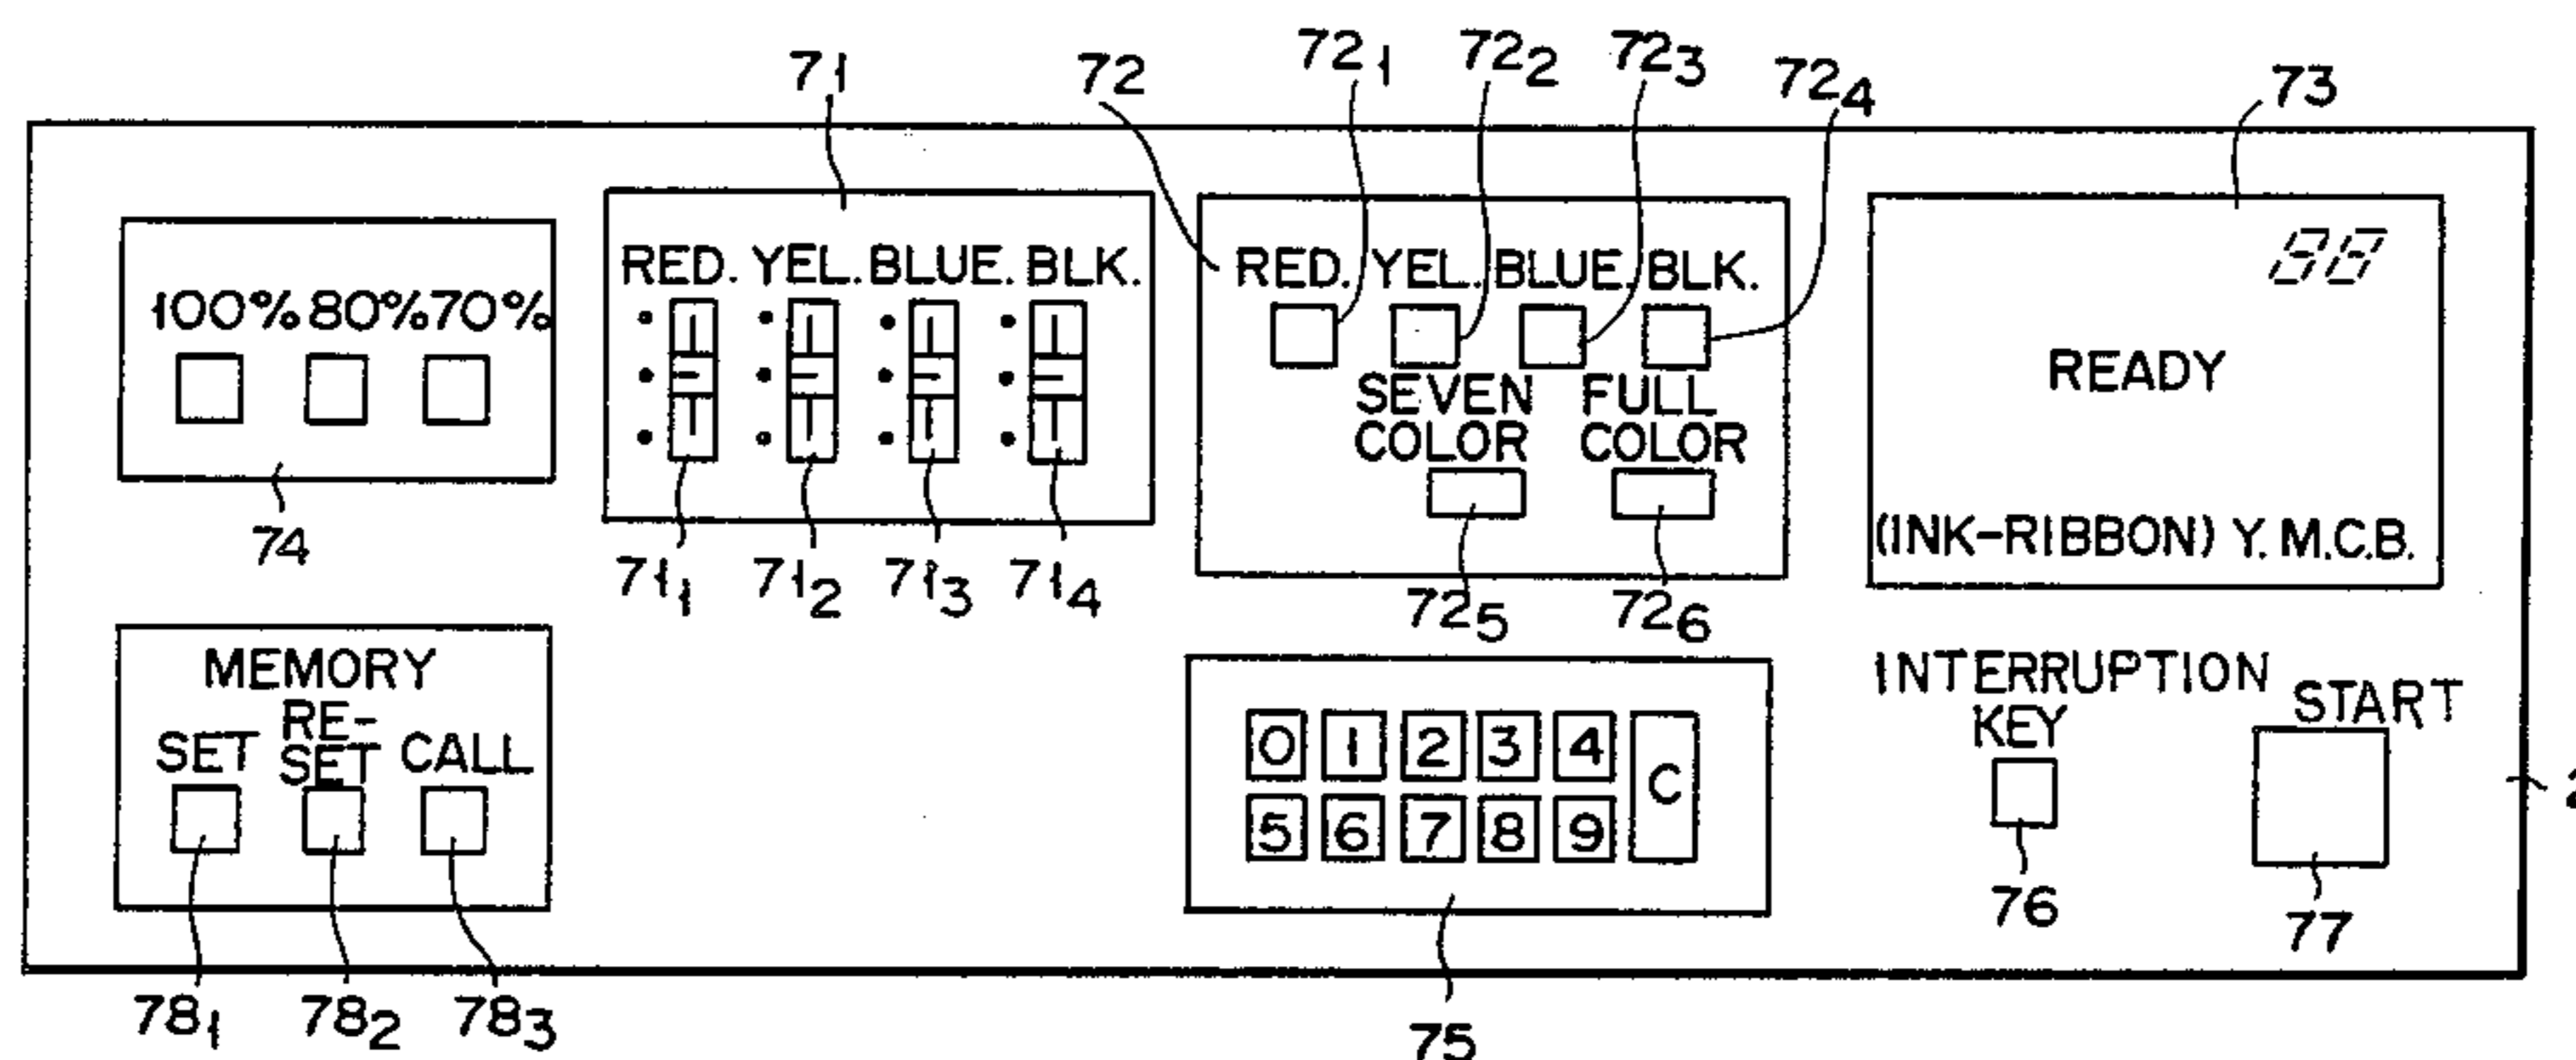 71
72
72₁
72₂
72₃
72₄
73
100% 80% 70%
74
RED. YEL. BLUE. BLK.
71₁ 71₂ 71₃ 71₄
RED. YEL. BLUE. BLK.
SEVEN
COLOR
FULL
COLOR
72₅ 72₆
88
READY
(INK-RIBBON) Y. M.C.B.
MEMORY
SET
RE-
SET
CALL
78₁ 78₂ 78₃
0 1 2 3 4 C
5 6 7 8 9
75
INTERRUPTION
KEY
76
START
77